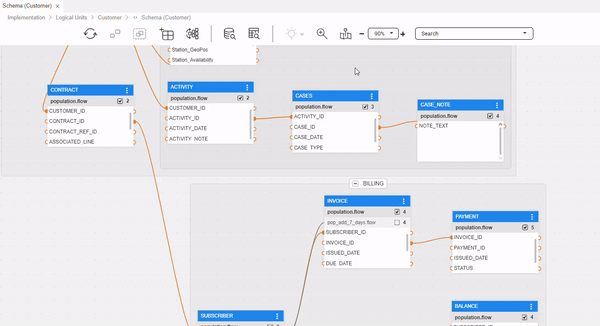 Schema (Customer) ×
Implementation > Logical Units > Customer > Schema (Customer)
90%
Search
Station_GeoPos
Station_Availability
CONTRACT
population.flow 2
CUSTOMER_ID
CONTRACT_ID
CONTRACT_REF_ID
ASSOCIATED_LINE
ACTIVITY
population.flow 2
CUSTOMER_ID
ACTIVITY_ID
ACTIVITY_DATE
ACTIVITY_NOTE
CASES
population.flow 3
ACTIVITY_ID
CASE_ID
CASE_DATE
CASE_TYPE
CASE_NOTE
population.flow 4
NOTE_TEXT
BILLING
INVOICE
population.flow 4
pop_add_7_days.flow 4
SUBSCRIBER_ID
INVOICE_ID
ISSUED_DATE
DUE_DATE
PAYMENT
population.flow 5
INVOICE_ID
PAYMENT_ID
ISSUED_DATE
STATUS
SUBSCRIBER
population.flow
BALANCE
population.flow 4